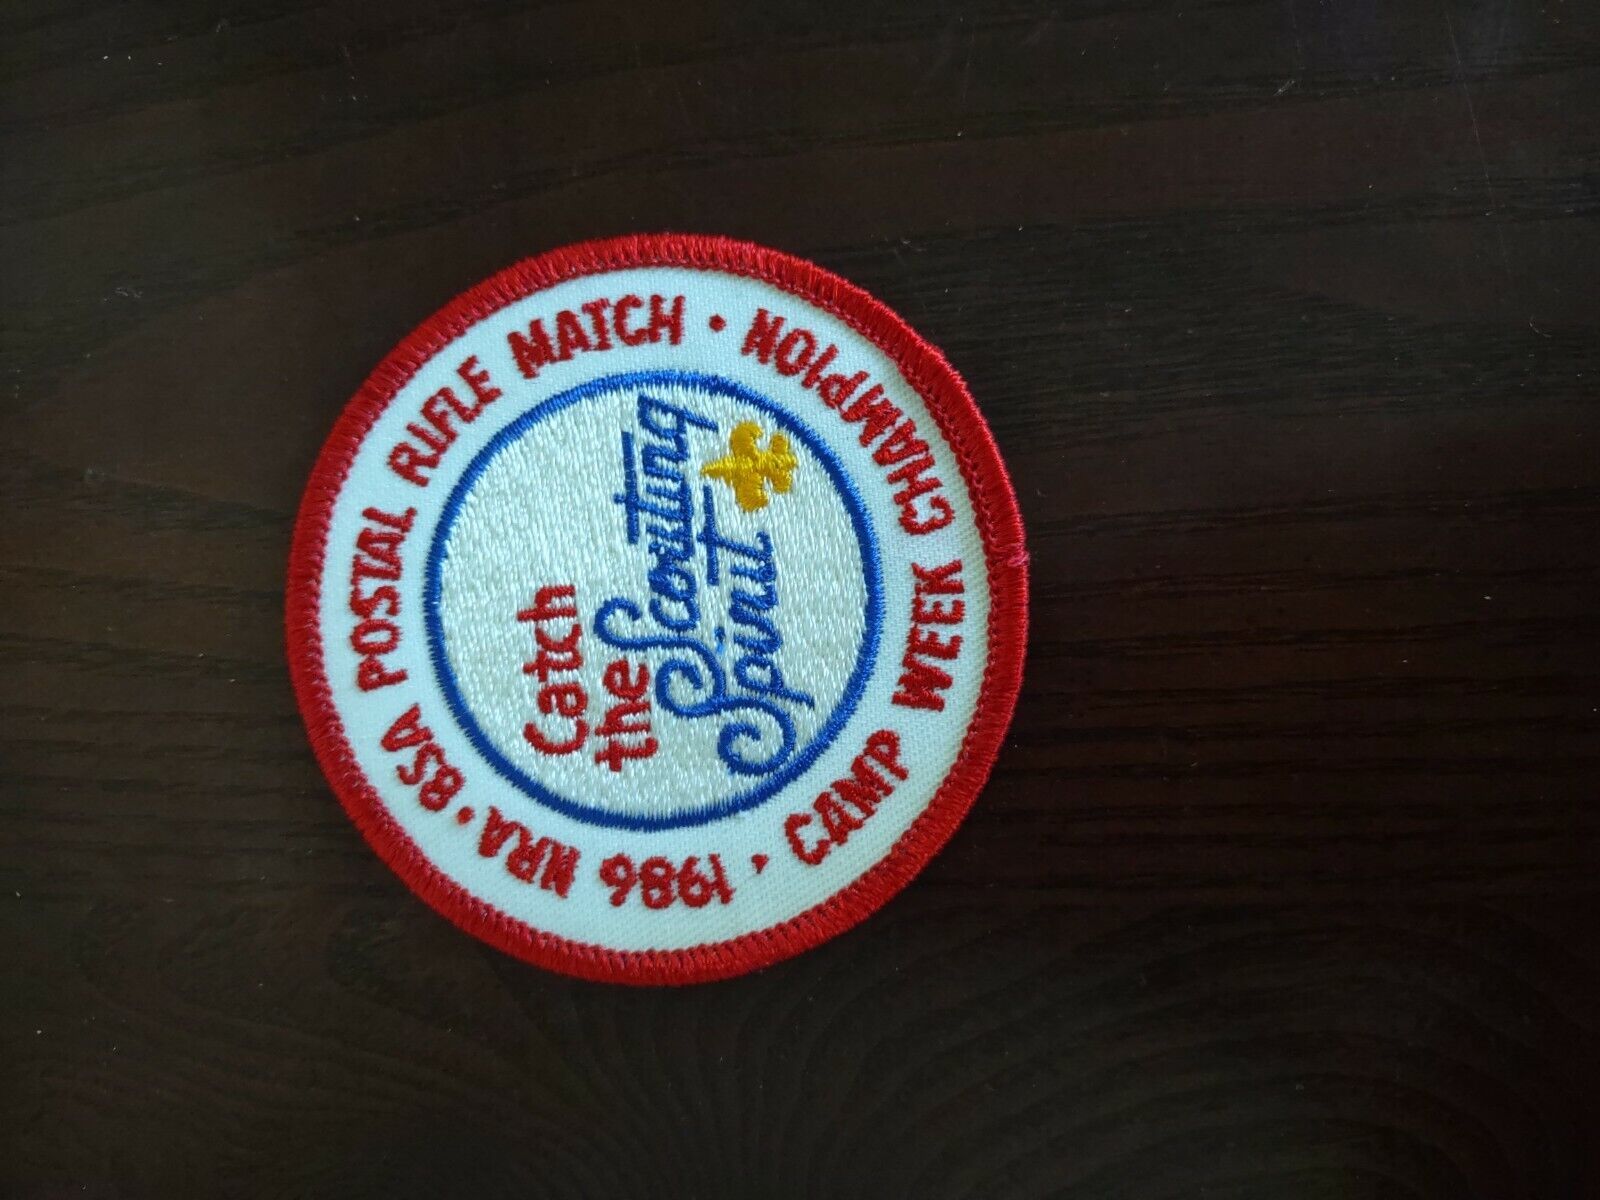 1986 NRA • BSA POSTAL RIFLE MATCH •
CAMP WEEK CHAMPION •
Catch
the
Scouting
Spirit